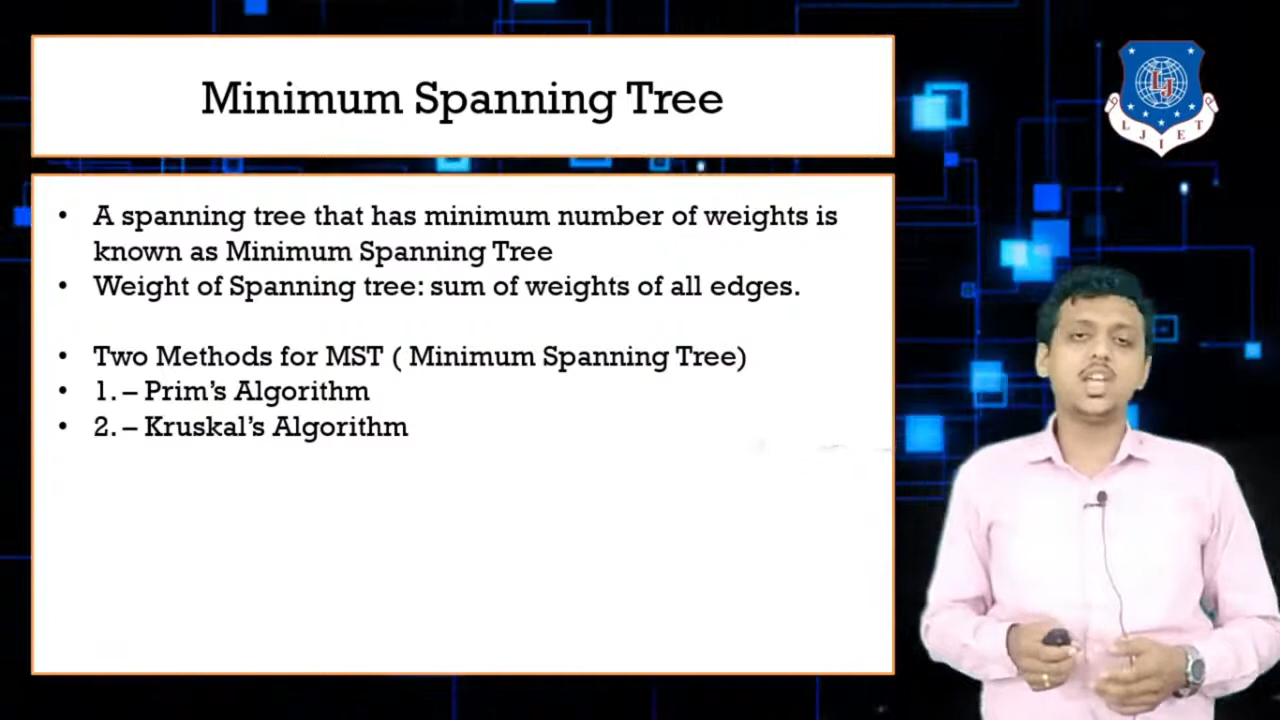 Minimum Spanning Tree
• A spanning tree that has minimum number of weights is
known as Minimum Spanning Tree
• Weight of Spanning tree: sum of weights of all edges.
• Two Methods for MST ( Minimum Spanning Tree)
• 1. – Prim’s Algorithm
• 2. – Kruskal’s Algorithm
LJ
LJIET